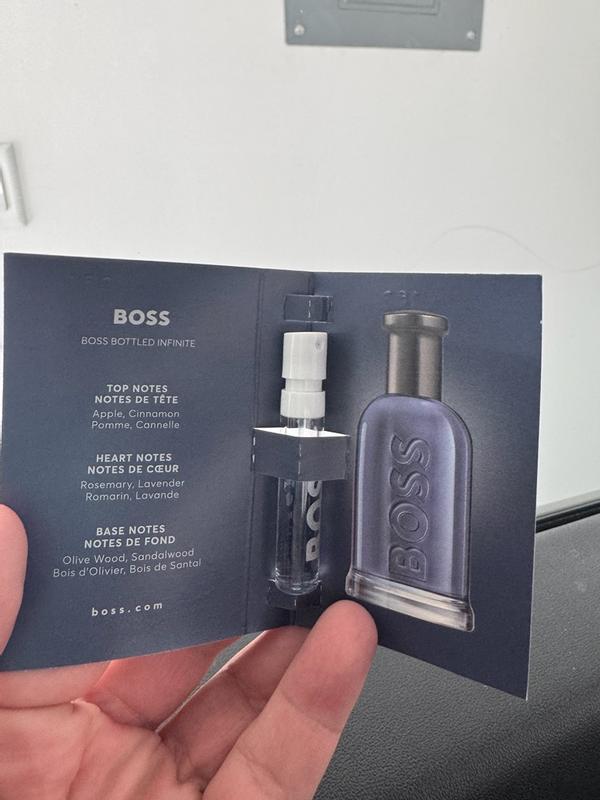 BOSS
BOSS BOTTLED INFINITE
TOP NOTES
NOTES DE TÊTE
Apple, Cinnamon
Pomme, Cannelle
HEART NOTES
NOTES DE CŒUR
Rosemary, Lavender
Romarin, Lavande
BASE NOTES
NOTES DE FOND
Olive Wood, Sandalwood
Bois d'Olivier, Bois de Santal
boss.com
BOSS